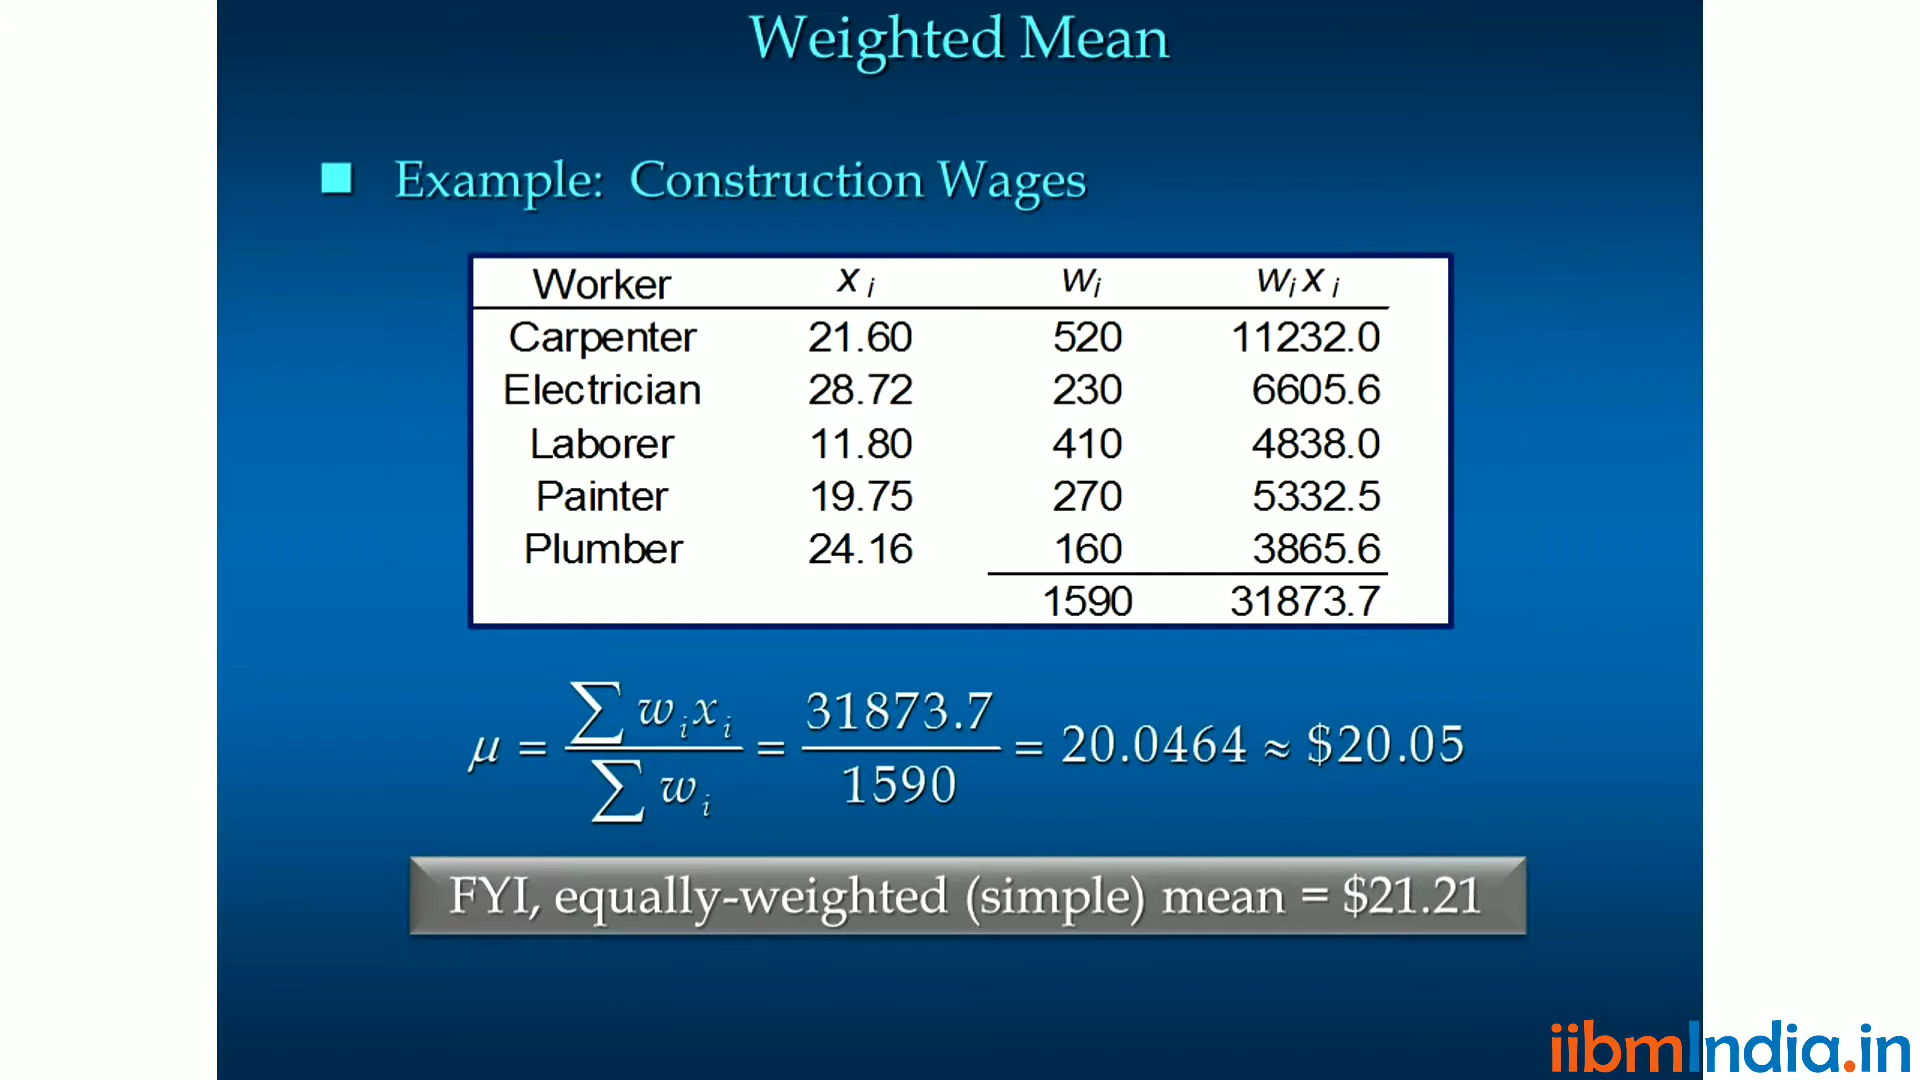 Weighted Mean
Example: Construction Wages
Worker x i wi wi x i
Carpenter 21.60 520 11232.0
Electrician 28.72 230 6605.6
Laborer 11.80 410 4838.0
Painter 19.75 270 5332.5
Plumber 24.16 160 3865.6
1590 31873.7
μ = ∑ w i x i / ∑ w i = 31873.7 / 1590 = 20.0464 ≈ $20.05
FYI, equally-weighted (simple) mean = $21.21
iibmIndia.in